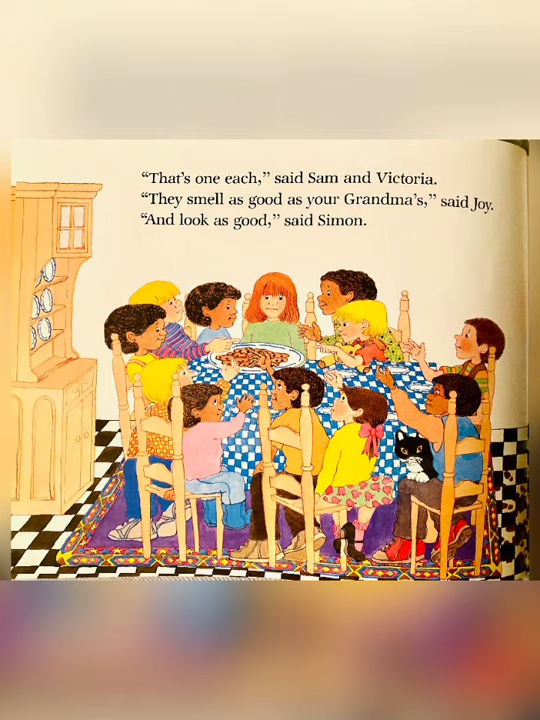 “That’s one each,” said Sam and Victoria.
“They smell as good as your Grandma’s,” said Joy.
“And look as good,” said Simon.